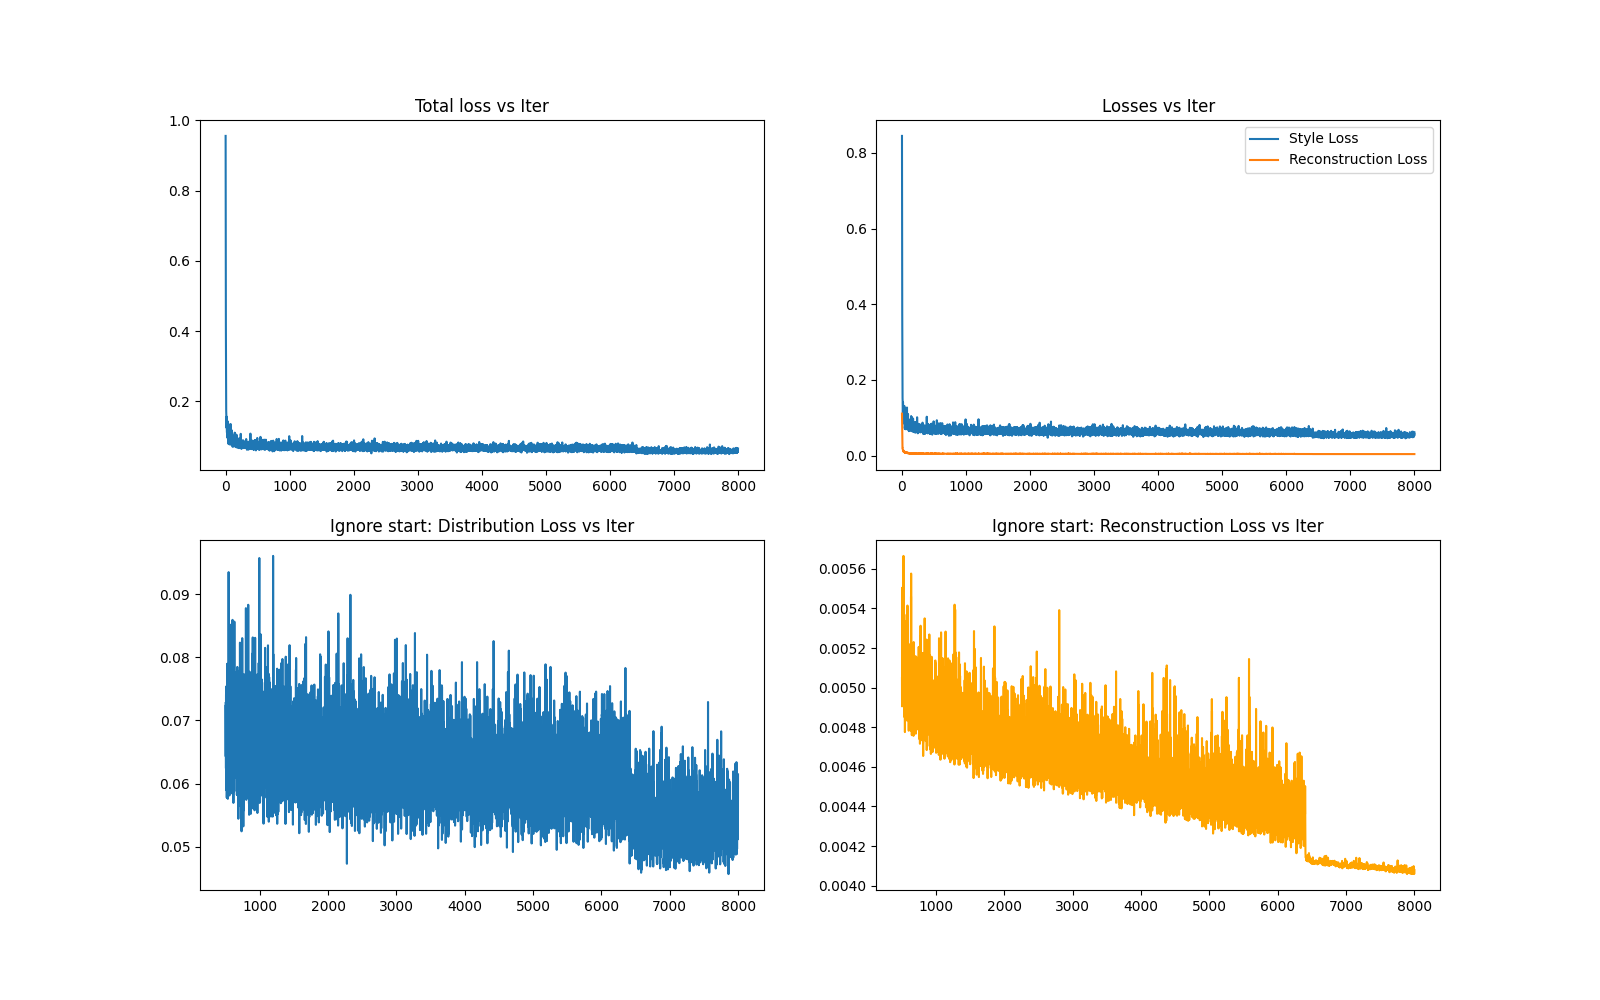 Total loss vs Iter
1.0
0.8
0.6
0.4
0.2
0 1000 2000 3000 4000 5000 6000 7000 8000
Losses vs Iter
Style Loss
Reconstruction Loss
0.8
0.6
0.4
0.2
0.0
0 1000 2000 3000 4000 5000 6000 7000 8000
Ignore start: Distribution Loss vs Iter
0.09
0.08
0.07
0.06
0.05
1000 2000 3000 4000 5000 6000 7000 8000
Ignore start: Reconstruction Loss vs Iter
0.0056
0.0054
0.0052
0.0050
0.0048
0.0046
0.0044
0.0042
0.0040
1000 2000 3000 4000 5000 6000 7000 8000